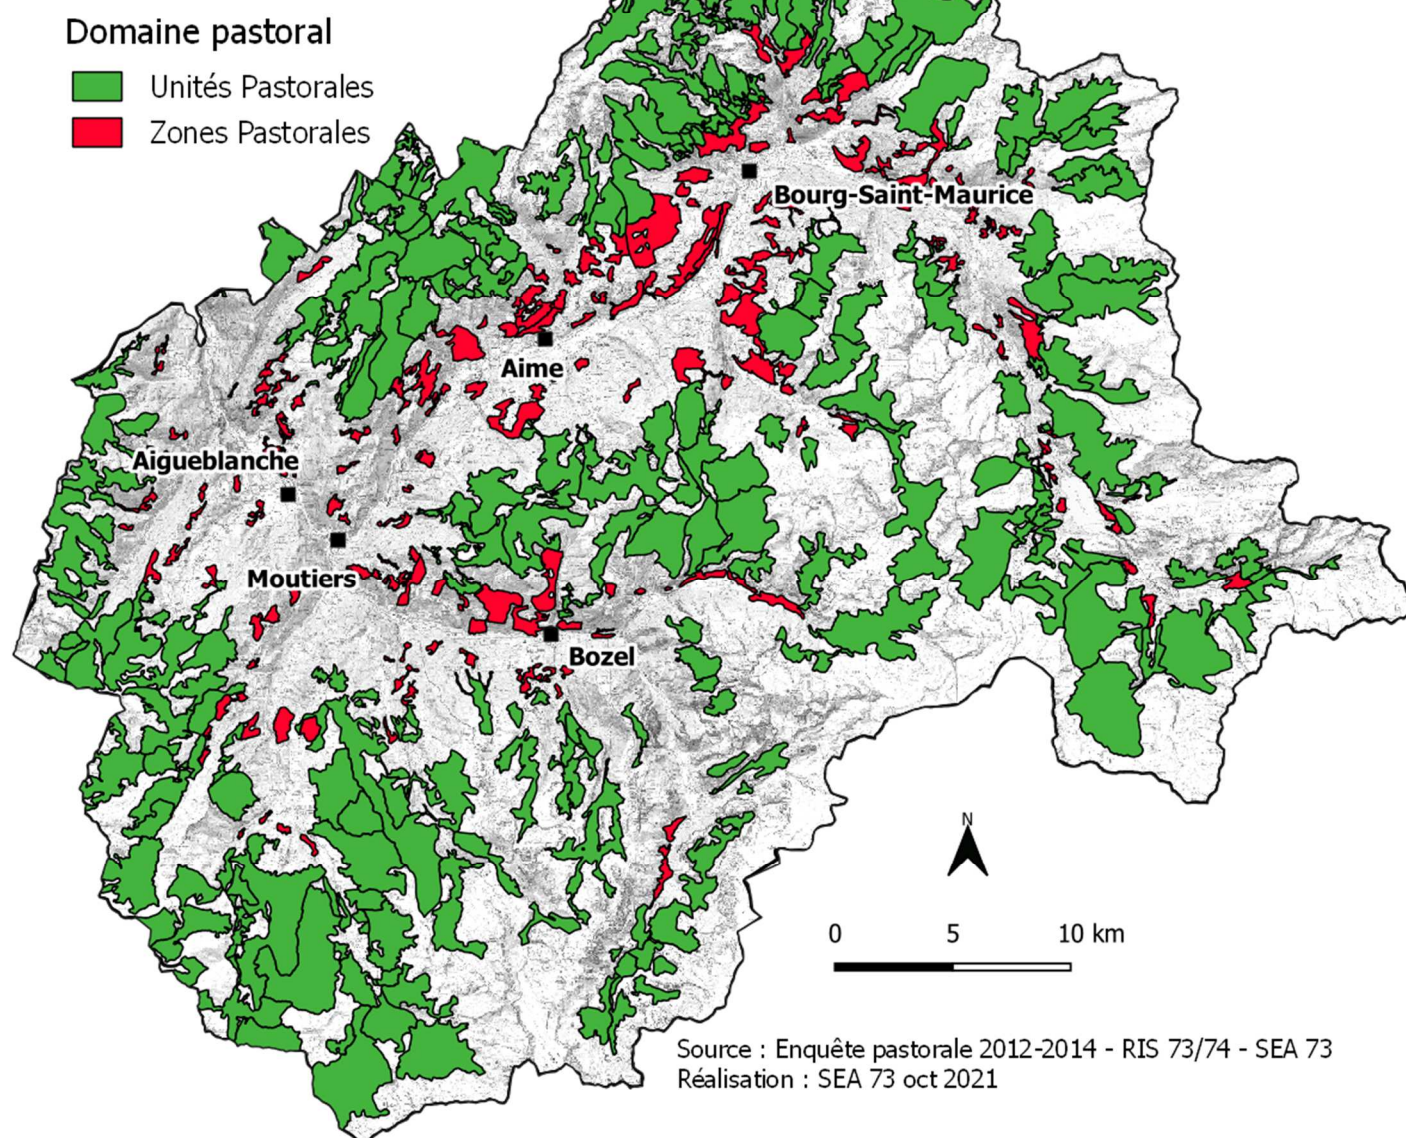 Domaine pastoral
Unités Pastorales
Zones Pastorales
Bourg-Saint-Maurice
Aime
Aigueblanche
Moutiers
Bozel
N
0 5 10 km
Source : Enquête pastorale 2012-2014 - RIS 73/74 - SEA 73
Réalisation : SEA 73 oct 2021